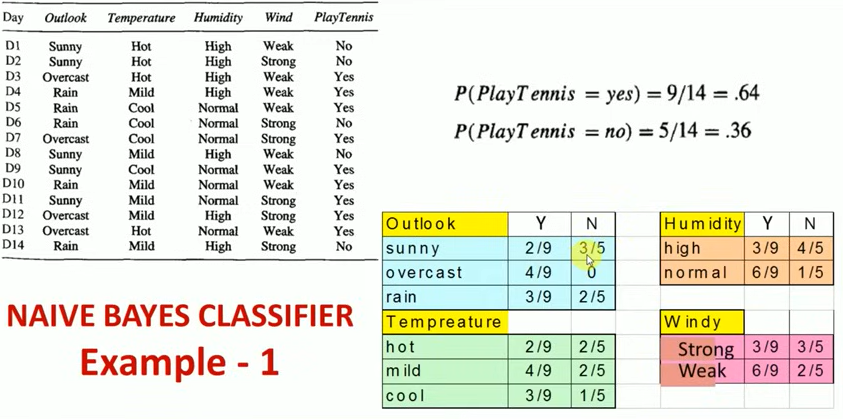 Day Outlook Temperature Humidity Wind PlayTennis
D1 Sunny Hot High Weak No
D2 Sunny Hot High Strong No
D3 Overcast Hot High Weak Yes
D4 Rain Mild High Weak Yes
D5 Rain Cool Normal Weak Yes
D6 Rain Cool Normal Strong No
D7 Overcast Cool Normal Strong Yes
D8 Sunny Mild High Weak No
D9 Sunny Cool Normal Weak Yes
D10 Rain Mild Normal Weak Yes
D11 Sunny Mild Normal Strong Yes
D12 Overcast Mild High Strong Yes
D13 Overcast Hot Normal Weak Yes
D14 Rain Mild High Strong No
P(PlayTennis = yes) = 9/14 = .64
P(PlayTennis = no) = 5/14 = .36
Outlook Y N
sunny 2/9 3/5
overcast 4/9 0
rain 3/9 2/5
Tempreature
hot 2/9 2/5
mild 4/9 2/5
cool 3/9 1/5
Humidity Y N
high 3/9 4/5
normal 6/9 1/5
Windy
Strong 3/9 3/5
Weak 6/9 2/5
NAIVE BAYES CLASSIFIER
Example - 1